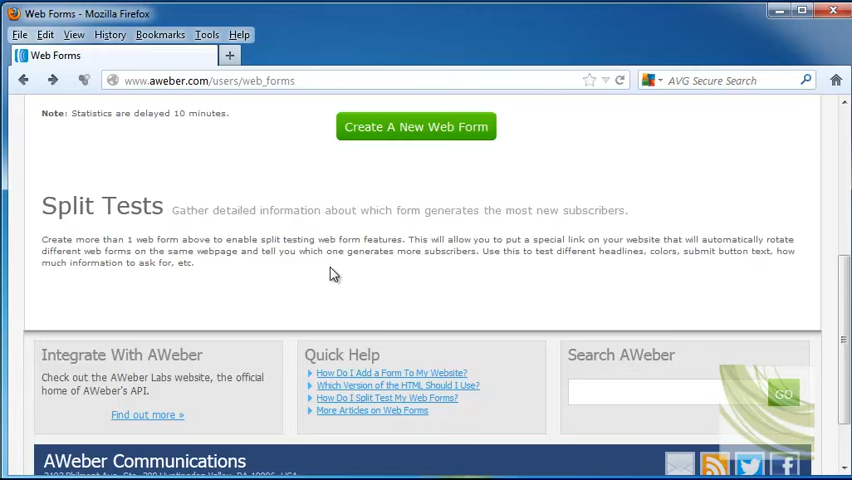 Web Forms - Mozilla Firefox
File Edit View History Bookmarks Tools Help
Web Forms
www.aweber.com/users/web_forms
AVG Secure Search
Note: Statistics are delayed 10 minutes.
Create A New Web Form
Split Tests Gather detailed information about which form generates the most new subscribers.
Create more than 1 web form above to enable split testing web form features. This will allow you to put a special link on your website that will automatically rotate
different web forms on the same webpage and tell you which one generates more subscribers. Use this to test different headlines, colors, submit button text, how
much information to ask for, etc.
Integrate With AWeber
Check out the AWeber Labs website, the official
home of AWeber's API.
Find out more »
Quick Help
How Do I Add a Form To My Website?
Which Version of the HTML Should I Use?
How Do I Split Test My Web Forms?
More Articles on Web Forms
Search AWeber
GO
AWeber Communications